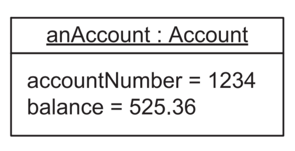 anAccount : Account
accountNumber = 1234
balance = 525.36